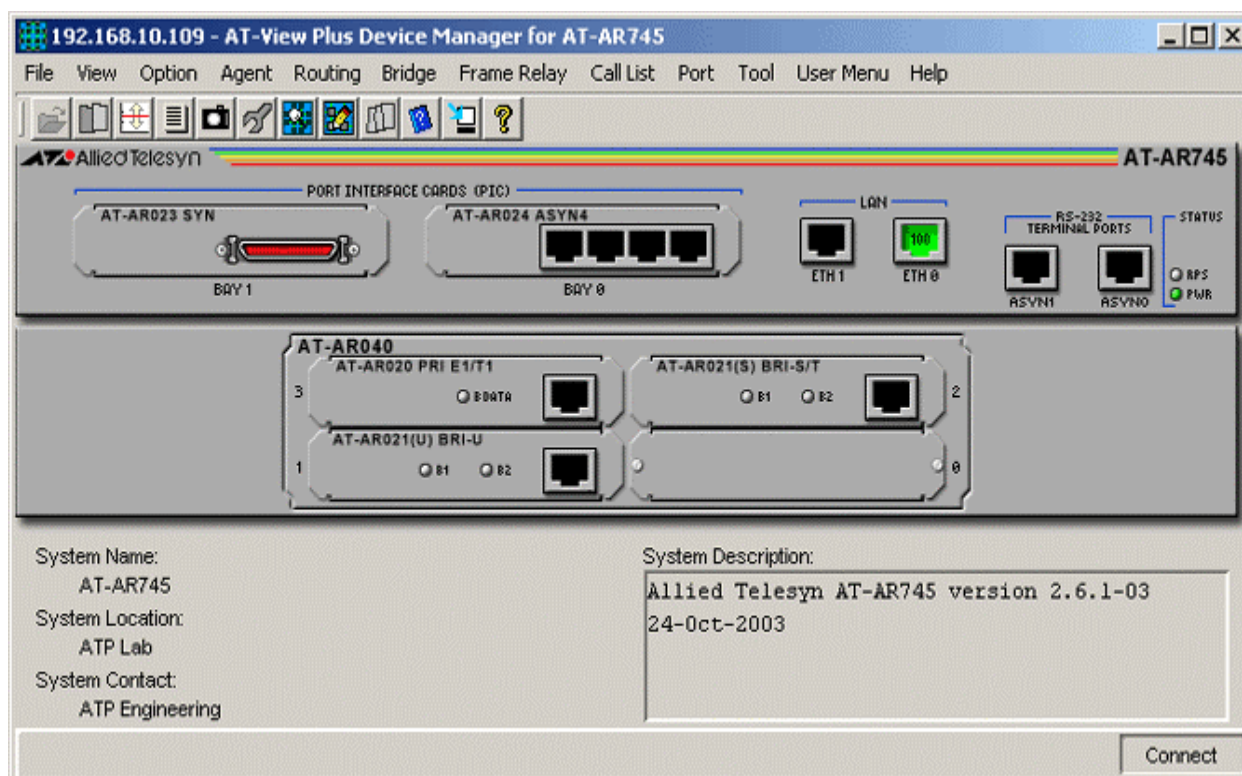 192.168.10.109 - AT-View Plus Device Manager for AT-AR745
File View Option Agent Routing Bridge Frame Relay Call List Port Tool User Menu Help
Allied Telesyn AT-AR745
PORT INTERFACE CARDS (PIC)
AT-AR023 SYN
AT-AR024 ASYN4
BAY 1
BAY 0
LAN
100
ETH 1
ETH 0
RS-232
TERMINAL PORTS
ASYN1
ASYN0
STATUS
RPS
PWR
AT-AR040
3
AT-AR020 PRI E1/T1
BDATA
AT-AR021(S) BRI-S/T
B1 B2
2
1
AT-AR021(U) BRI-U
B1 B2
0
System Name:
AT-AR745
System Location:
ATP Lab
System Contact:
ATP Engineering
System Description:
Allied Telesyn AT-AR745 version 2.6.1-03
24-Oct-2003
Connect